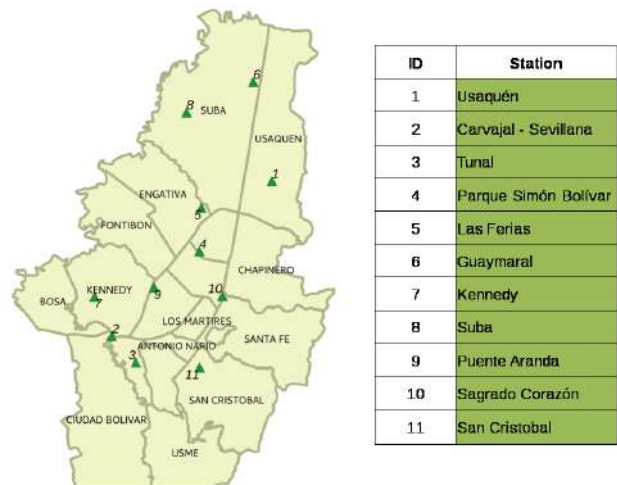 6
8
SUBA
USAQUEN
1
ENGATIVA
5
FONTIBON
4
CHAPINERO
KENNEDY
9
10
BOSA
7
LOS MARTIRES
2
SANTA FE
ANTONIO NARIO
3
11
SAN CRISTOBAL
CIUDAD BOLIVAR
USME
ID Station
1 Usaquén
2 Carvajal - Sevillana
3 Tunal
4 Parque Simón Bolívar
5 Las Ferias
6 Guaymaral
7 Kennedy
8 Suba
9 Puente Aranda
10 Sagrado Corazón
11 San Cristobal